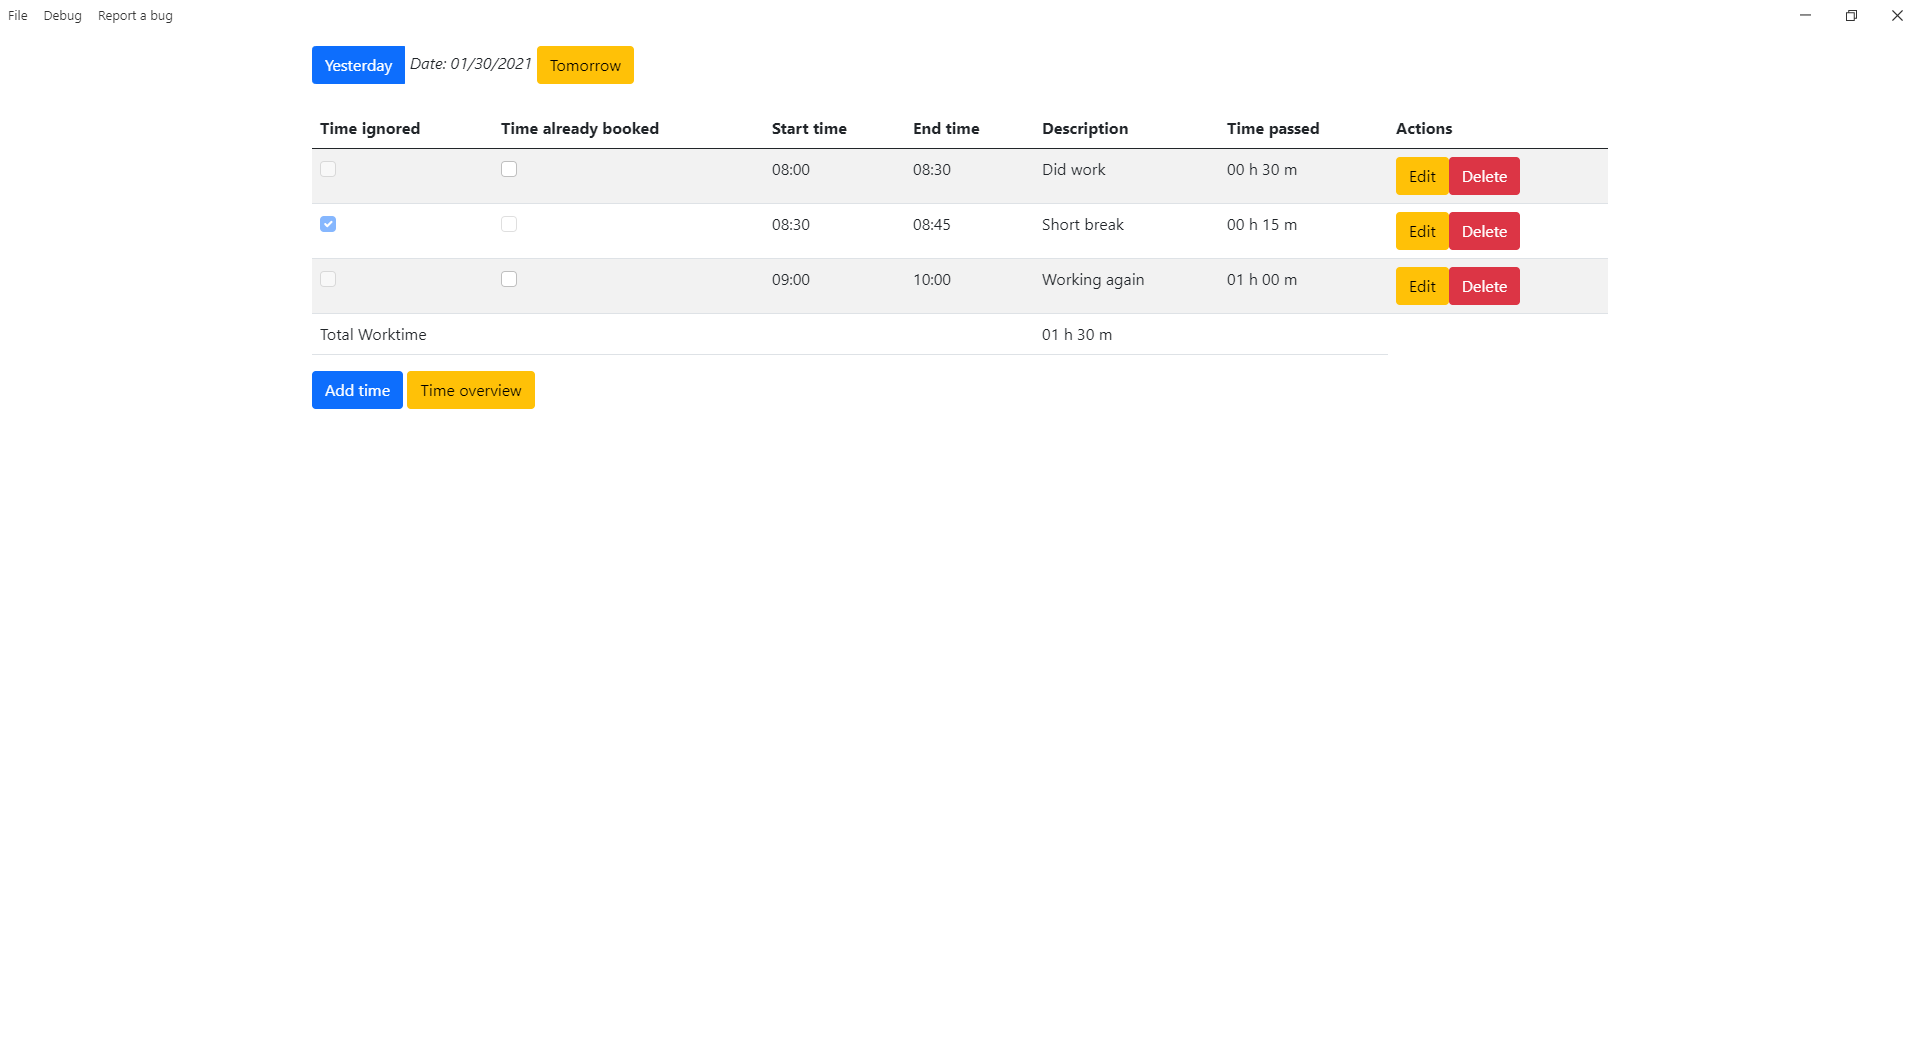 File Debug Report a bug
Yesterday Date: 01/30/2021 Tomorrow
Time ignored Time already booked Start time End time Description Time passed Actions
08:00 08:30 Did work 00 h 30 m Edit Delete
08:30 08:45 Short break 00 h 15 m Edit Delete
09:00 10:00 Working again 01 h 00 m Edit Delete
Total Worktime 01 h 30 m
Add time Time overview